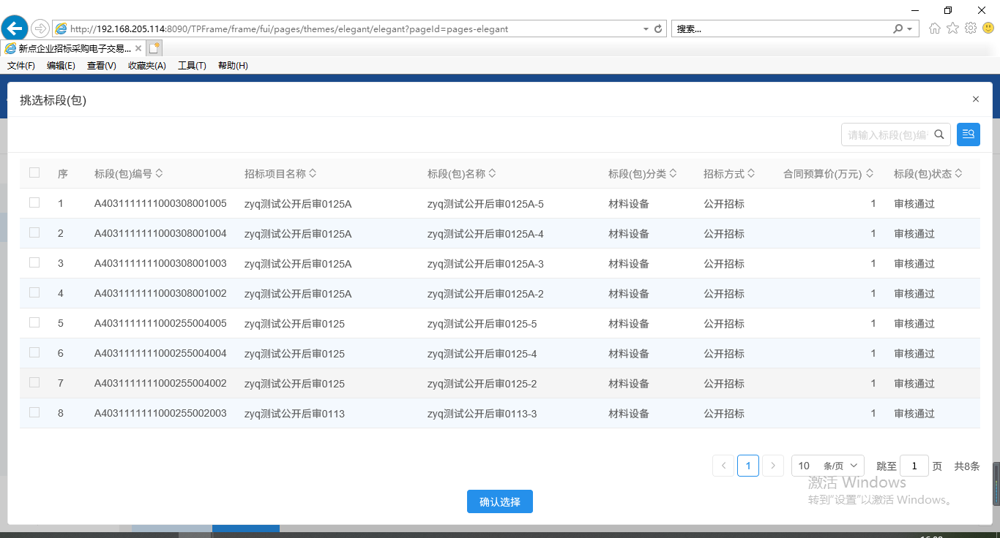 http://192.168.205.114:8090/TPFrame/frame/fui/pages/themes/elegant/elegant?pageId=pages-elegant
搜索...
新点企业招标采购电子交易...
文件(F) 编辑(E) 查看(V) 收藏夹(A) 工具(T) 帮助(H)
挑选标段(包)
请输入标段(包)编
序 标段(包)编号 招标项目名称 标段(包)名称 标段(包)分类 招标方式 合同预算价(万元) 标段(包)状态
1 A4031111111000308001005 zyq测试公开后审0125A zyq测试公开后审0125A-5 材料设备 公开招标 1 审核通过
2 A4031111111000308001004 zyq测试公开后审0125A zyq测试公开后审0125A-4 材料设备 公开招标 1 审核通过
3 A4031111111000308001003 zyq测试公开后审0125A zyq测试公开后审0125A-3 材料设备 公开招标 1 审核通过
4 A4031111111000308001002 zyq测试公开后审0125A zyq测试公开后审0125A-2 材料设备 公开招标 1 审核通过
5 A4031111111000255004005 zyq测试公开后审0125 zyq测试公开后审0125-5 材料设备 公开招标 1 审核通过
6 A4031111111000255004004 zyq测试公开后审0125 zyq测试公开后审0125-4 材料设备 公开招标 1 审核通过
7 A4031111111000255004002 zyq测试公开后审0125 zyq测试公开后审0125-2 材料设备 公开招标 1 审核通过
8 A4031111111000255002003 zyq测试公开后审0113 zyq测试公开后审0113-3 材料设备 公开招标 1 审核通过
1 10 条/页 跳至 1 页 共8条
激活 Windows
转到"设置"以激活 Windows。
确认选择